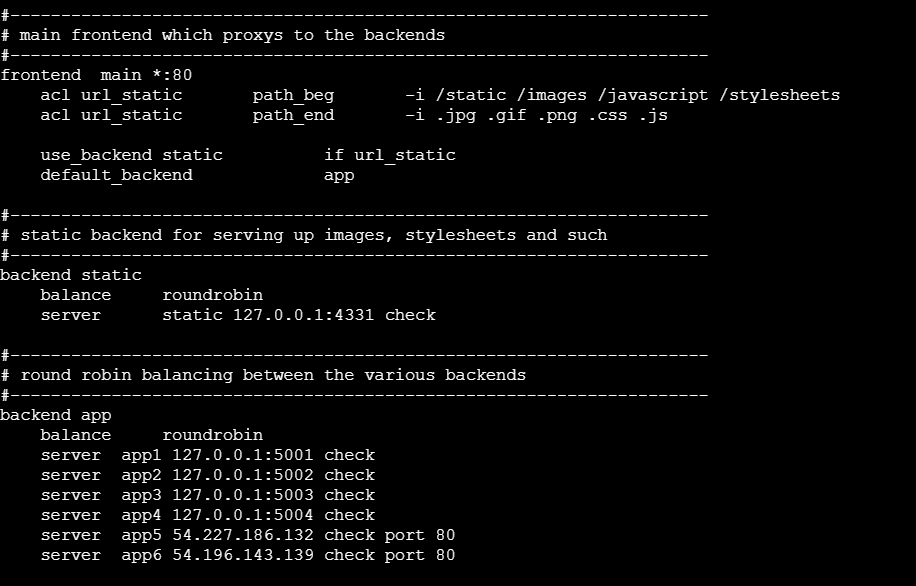 #---------------------------------------------------------------------
# main frontend which proxys to the backends
#---------------------------------------------------------------------
frontend  main *:80
    acl url_static       path_beg       -i /static /images /javascript /stylesheets
    acl url_static       path_end       -i .jpg .gif .png .css .js

    use_backend static          if url_static
    default_backend             app

#---------------------------------------------------------------------
# static backend for serving up images, stylesheets and such
#---------------------------------------------------------------------
backend static
    balance     roundrobin
    server      static 127.0.0.1:4331 check

#---------------------------------------------------------------------
# round robin balancing between the various backends
#---------------------------------------------------------------------
backend app
    balance     roundrobin
    server  app1 127.0.0.1:5001 check
    server  app2 127.0.0.1:5002 check
    server  app3 127.0.0.1:5003 check
    server  app4 127.0.0.1:5004 check
    server  app5 54.227.186.132 check port 80
    server  app6 54.196.143.139 check port 80